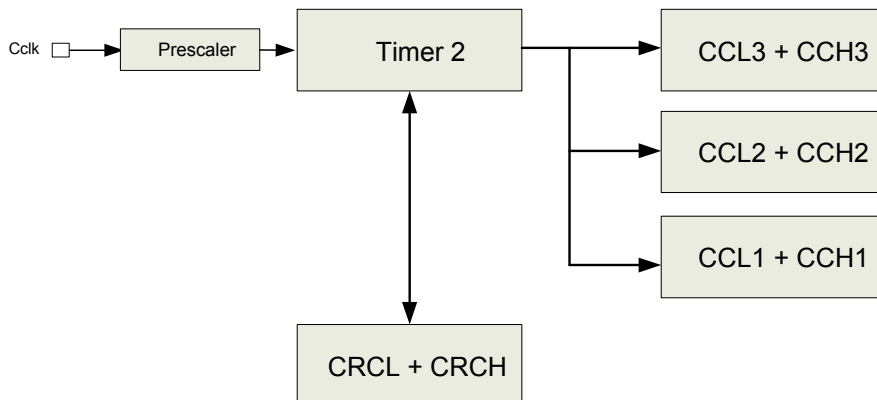 Cclk
Prescaler
Timer 2
CCL3 + CCH3
CCL2 + CCH2
CCL1 + CCH1
CRCL + CRCH